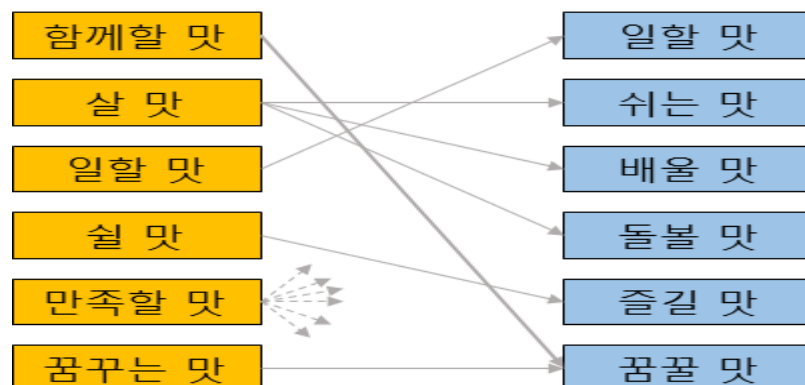 함께할 맛
일할 맛
살 맛
쉬는 맛
일할 맛
배울 맛
쉴 맛
돌볼 맛
만족할 맛
즐길 맛
꿈꾸는 맛
꿈꿀 맛